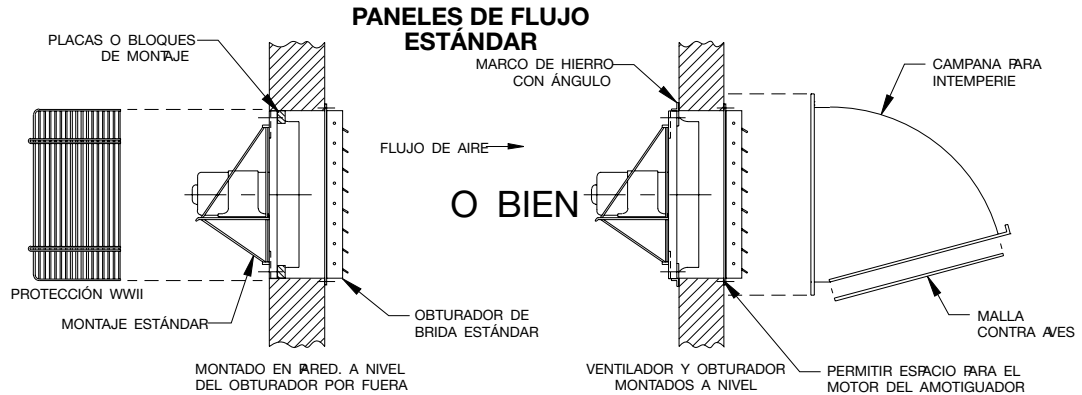 PANELES DE FLUJO
ESTÁNDAR
PLACAS O BLOQUES
DE MONTAJE
MARCO DE HIERRO
CON ÁNGULO
CAMPANA PARA
INTEMPERIE
FLUJO DE AIRE
O BIEN
PROTECCIÓN WWII
MONTAJE ESTÁNDAR
OBTURADOR DE
BRIDA ESTÁNDAR
MALLA
CONTRA AVES
MONTADO EN PARED. A NIVEL
DEL OBTURADOR POR FUERA
VENTILADOR Y OBTURADOR
MONTADOS A NIVEL
PERMITIR ESPACIO PARA EL
MOTOR DEL AMOTIGUADOR